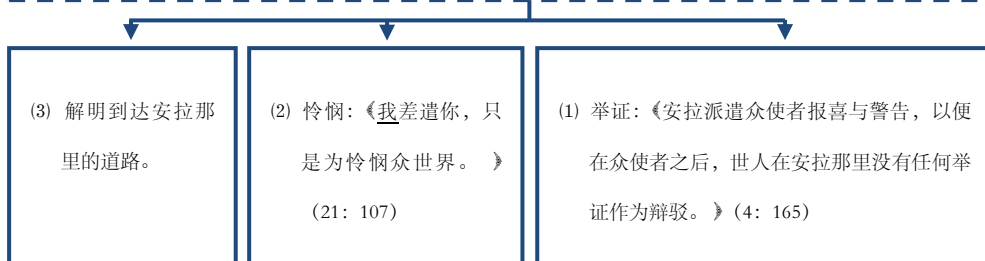 (1) 举证：﴾安拉派遣众使者报喜与警告，以便
在众使者之后，世人在安拉那里没有任何举
证作为辩驳。﴿（4：165）
(2) 怜悯：﴾我差遣你，只
是为怜悯众世界。 ﴿
（21：107）
(3) 解明到达安拉那
里的道路。